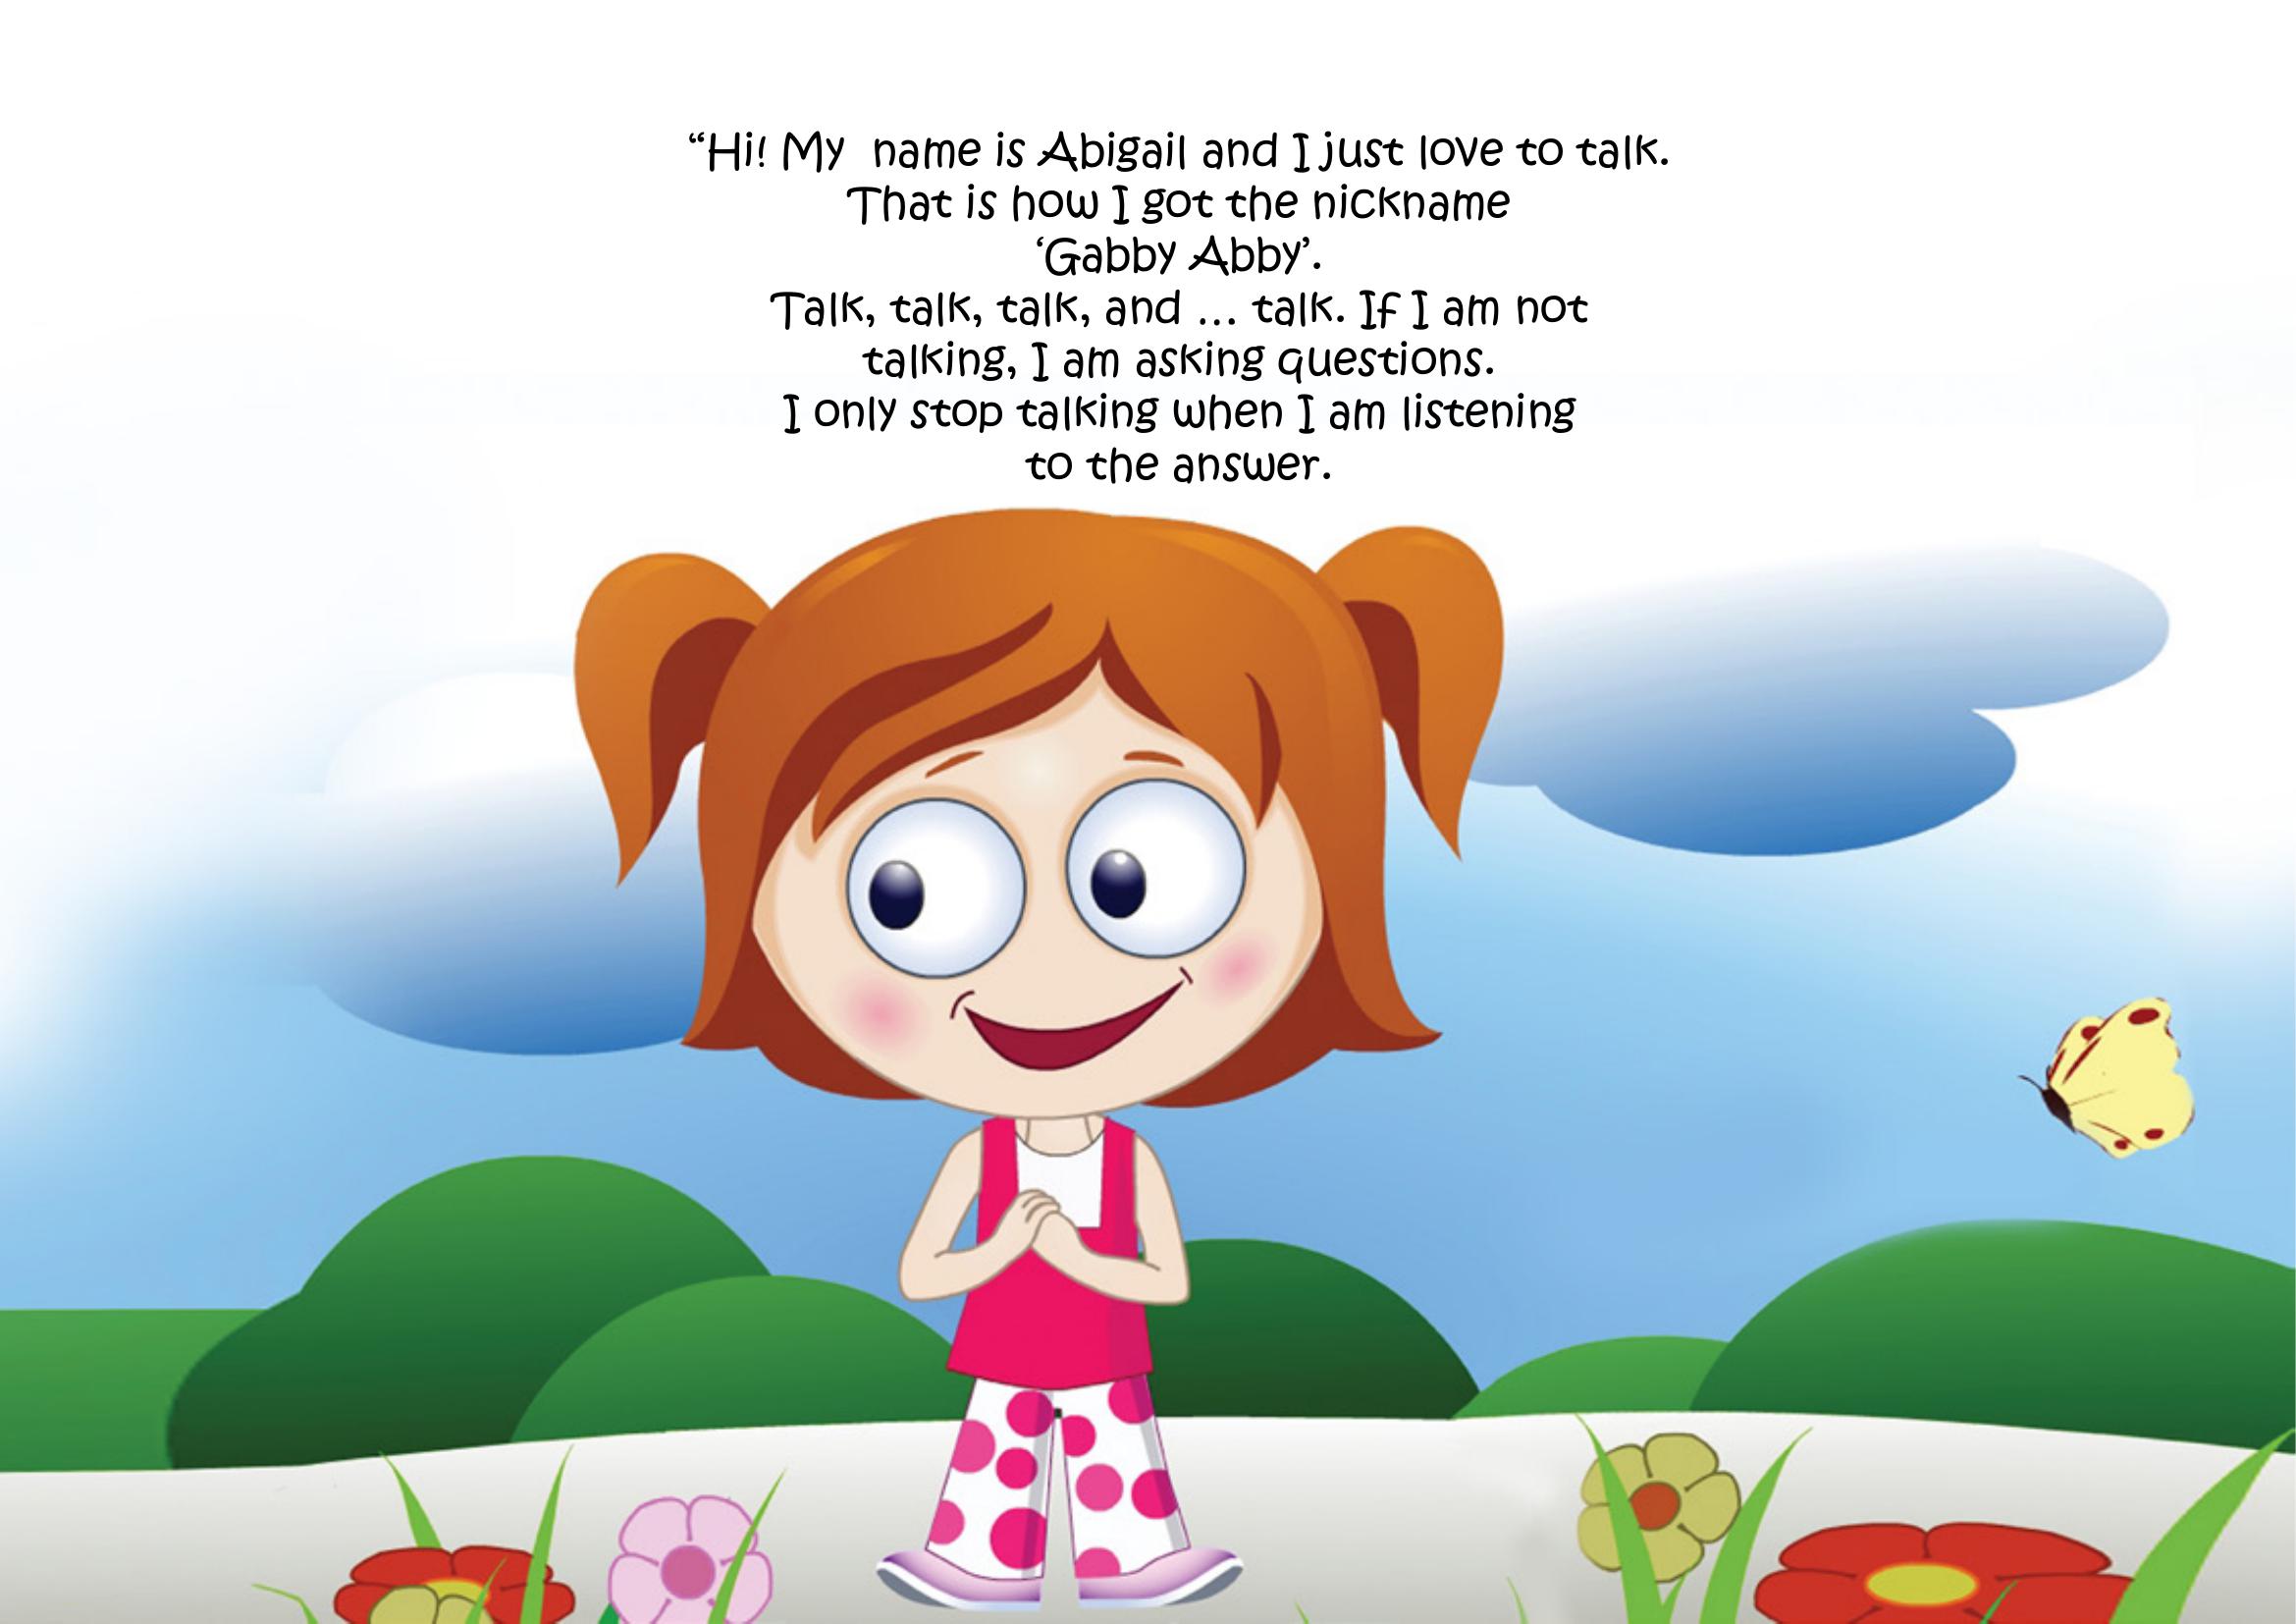 “Hi! My name is Abigail and I just love to talk.
That is how I got the nickname
‘Gabby Abby’.
Talk, talk, talk, and ... talk. If I am not
talking, I am asking questions.
I only stop talking when I am listening
to the answer.